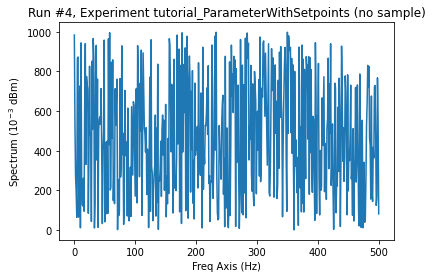 Run #4, Experiment tutorial_ParameterWithSetpoints (no sample)
1000
800
600
400
200
0
Spectrum (10⁻³ dBm)
0 100 200 300 400 500
Freq Axis (Hz)